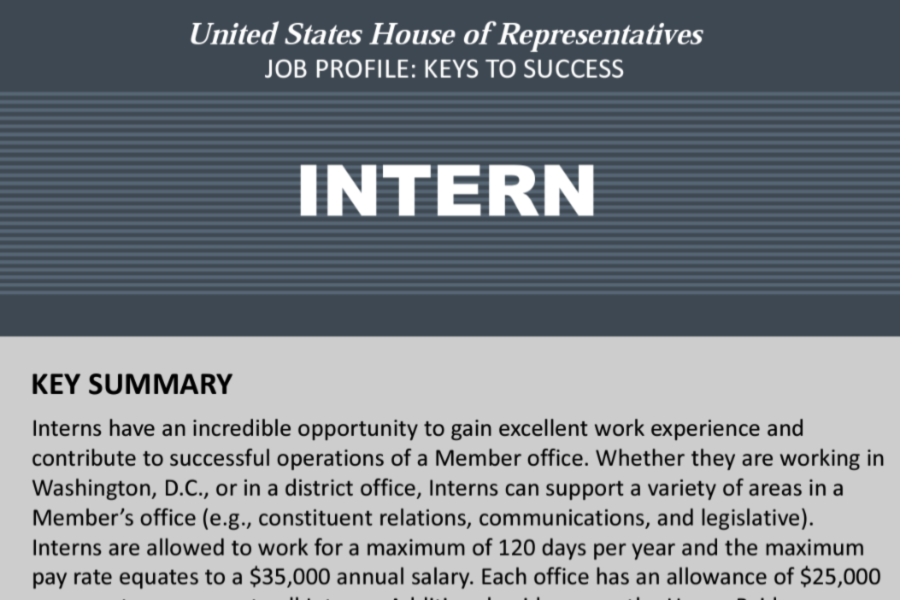 United States House of Representatives
JOB PROFILE: KEYS TO SUCCESS
INTERN
KEY SUMMARY
Interns have an incredible opportunity to gain excellent work experience and
contribute to successful operations of a Member office. Whether they are working in
Washington, D.C., or in a district office, Interns can support a variety of areas in a
Member’s office (e.g., constituent relations, communications, and legislative).
Interns are allowed to work for a maximum of 120 days per year and the maximum
pay rate equates to a $35,000 annual salary. Each office has an allowance of $25,000